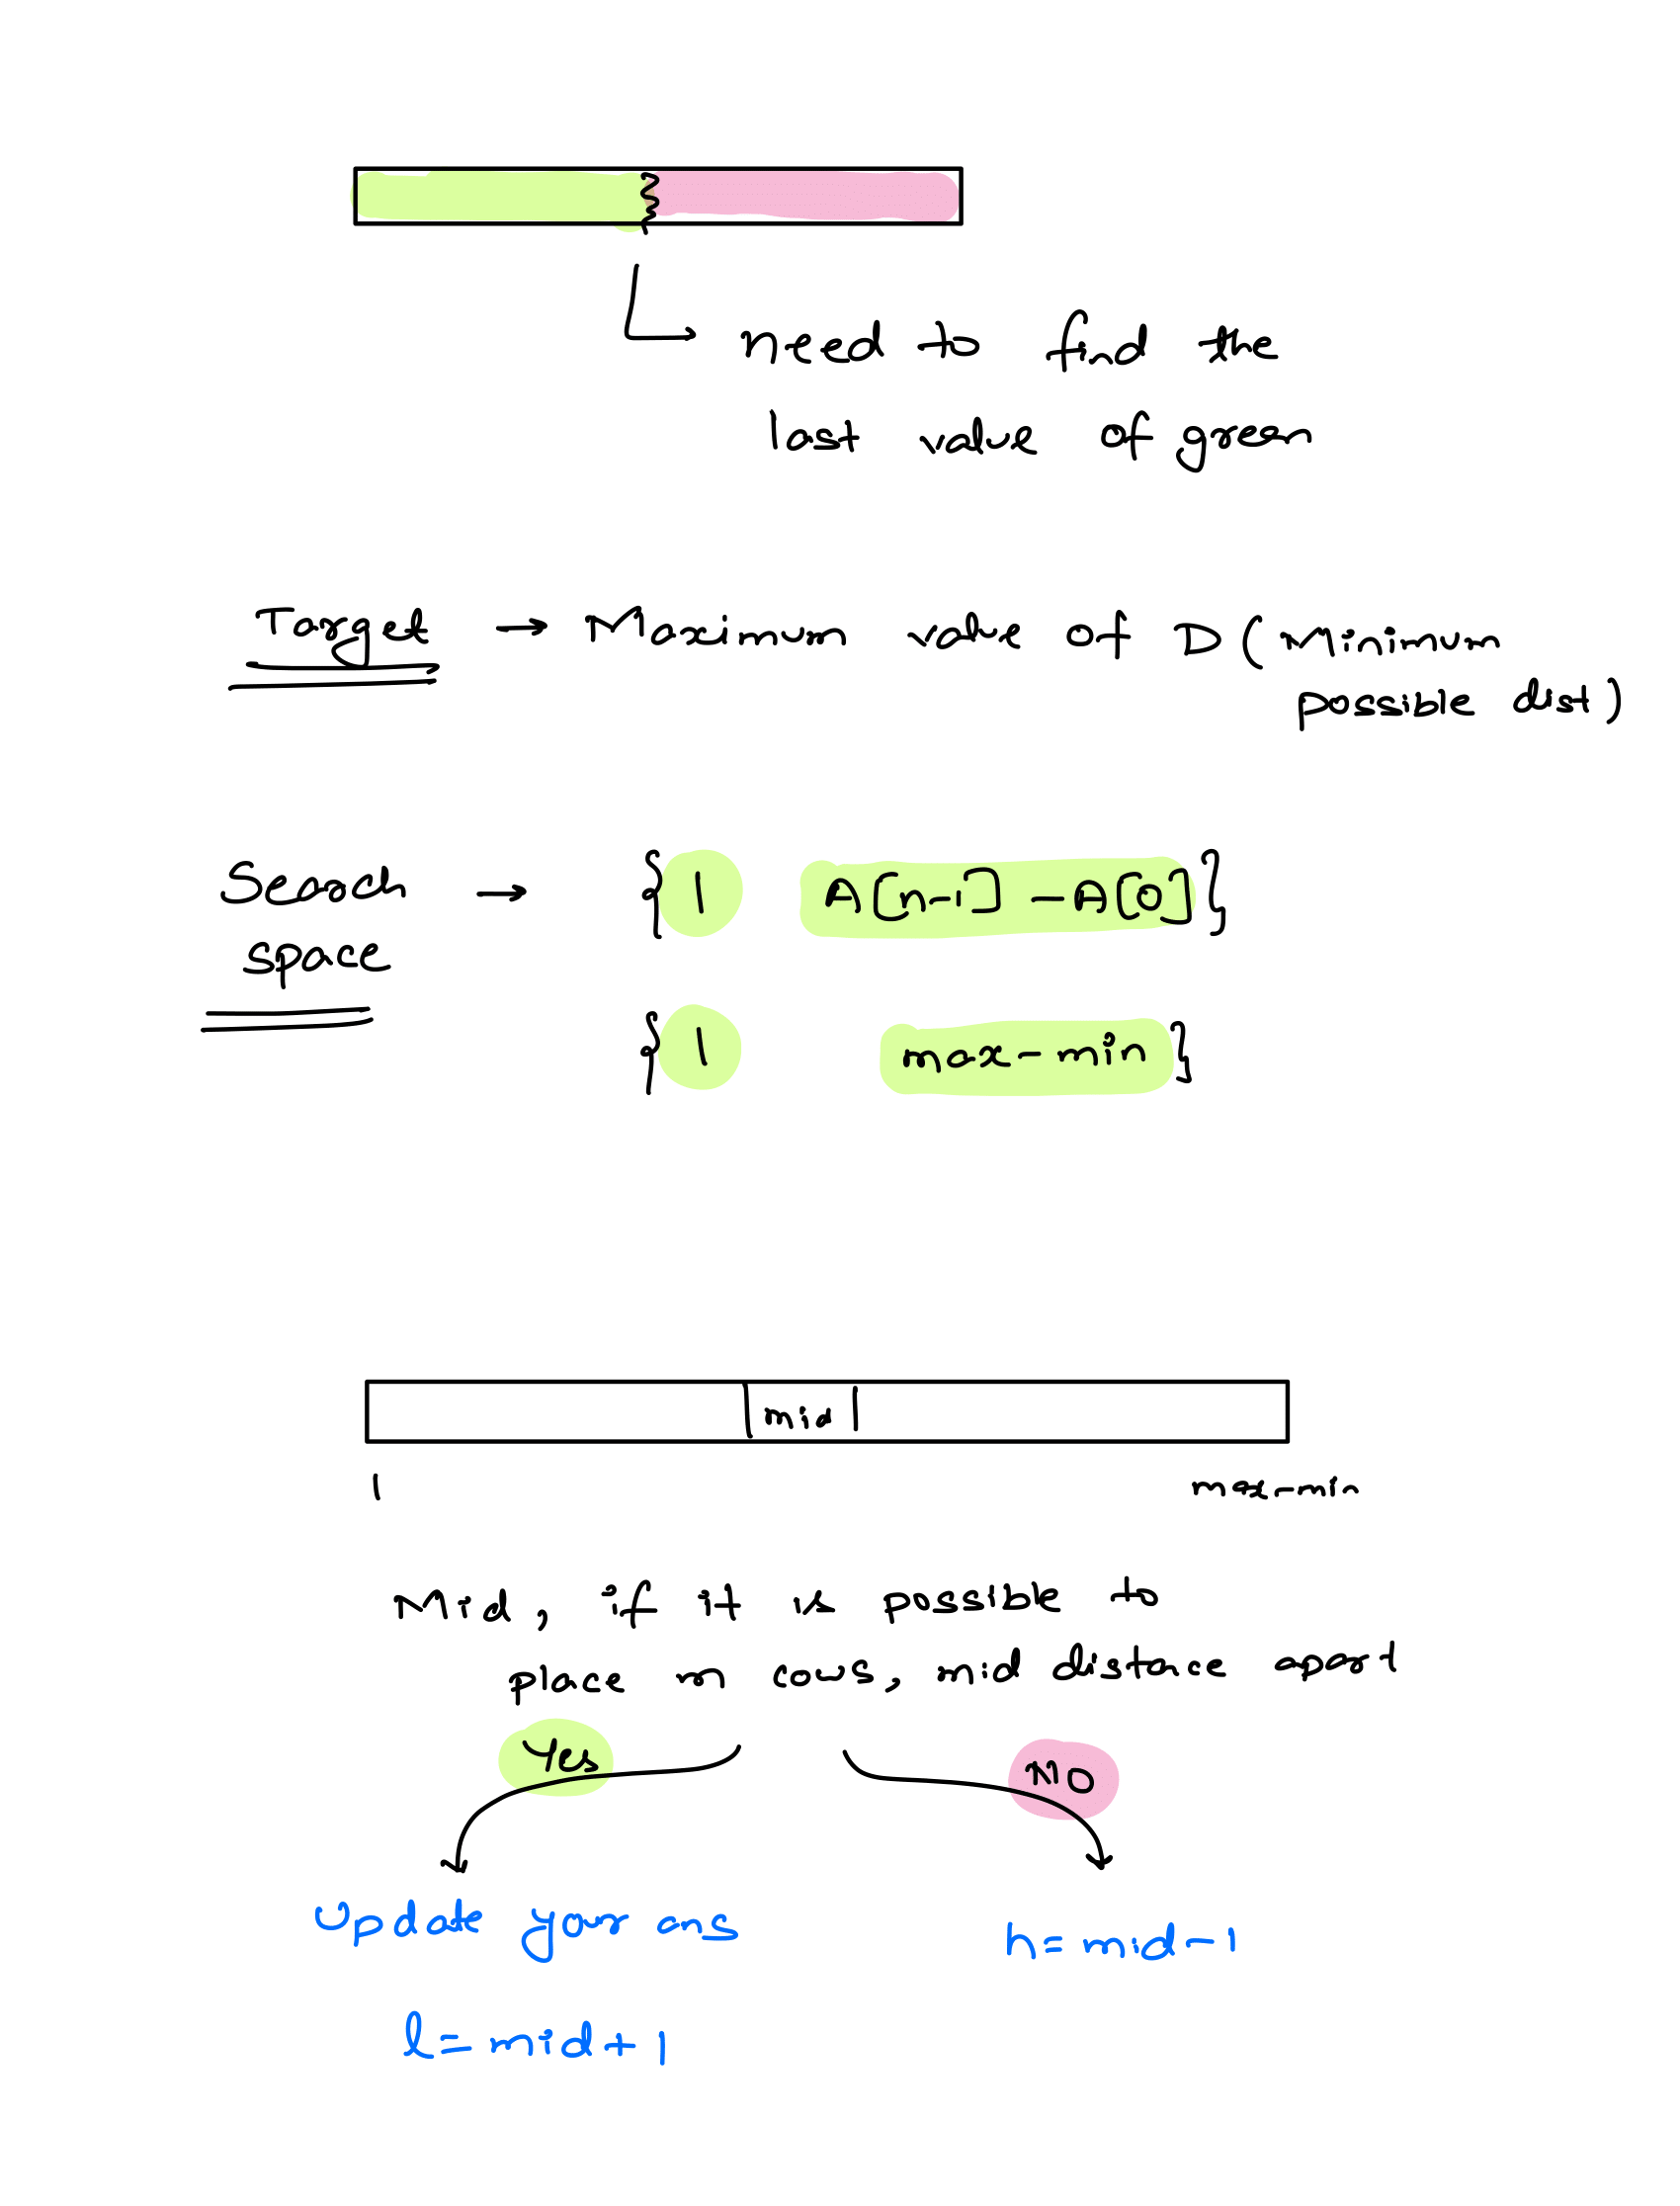 need to find the
last value of green
Target → Maximum value of D (Minimum
possible dist)
Search → { 1 A[n-1] - A[0] }
space
{ 1 max-min }
mid
1 max-min
Mid, if it is possible to
place m cows, mid distance apart
Yes NO
Update your ans h = mid - 1
l = mid + 1